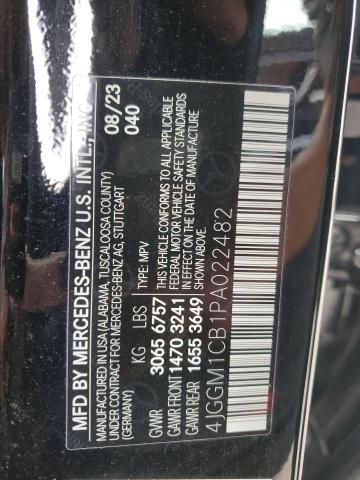 MFD BY MERCEDES-BENZ U.S. INTL., INC
MANUFACTURED IN USA (ALABAMA, TUSCALOOSA COUNTY)
UNDER CONTRACT FOR MERCEDES-BENZ AG, STUTTGART
(GERMANY)
08/23
040
KG LBS
GVWR 3065 6757
GAWR FRONT 1470 3241
GAWR REAR 1655 3649
TYPE: MPV
THIS VEHICLE CONFORMS TO ALL APPLICABLE
FEDERAL MOTOR VEHICLE SAFETY STANDARDS
IN EFFECT ON THE DATE OF MANUFACTURE
4JGGM1CB1PA022482